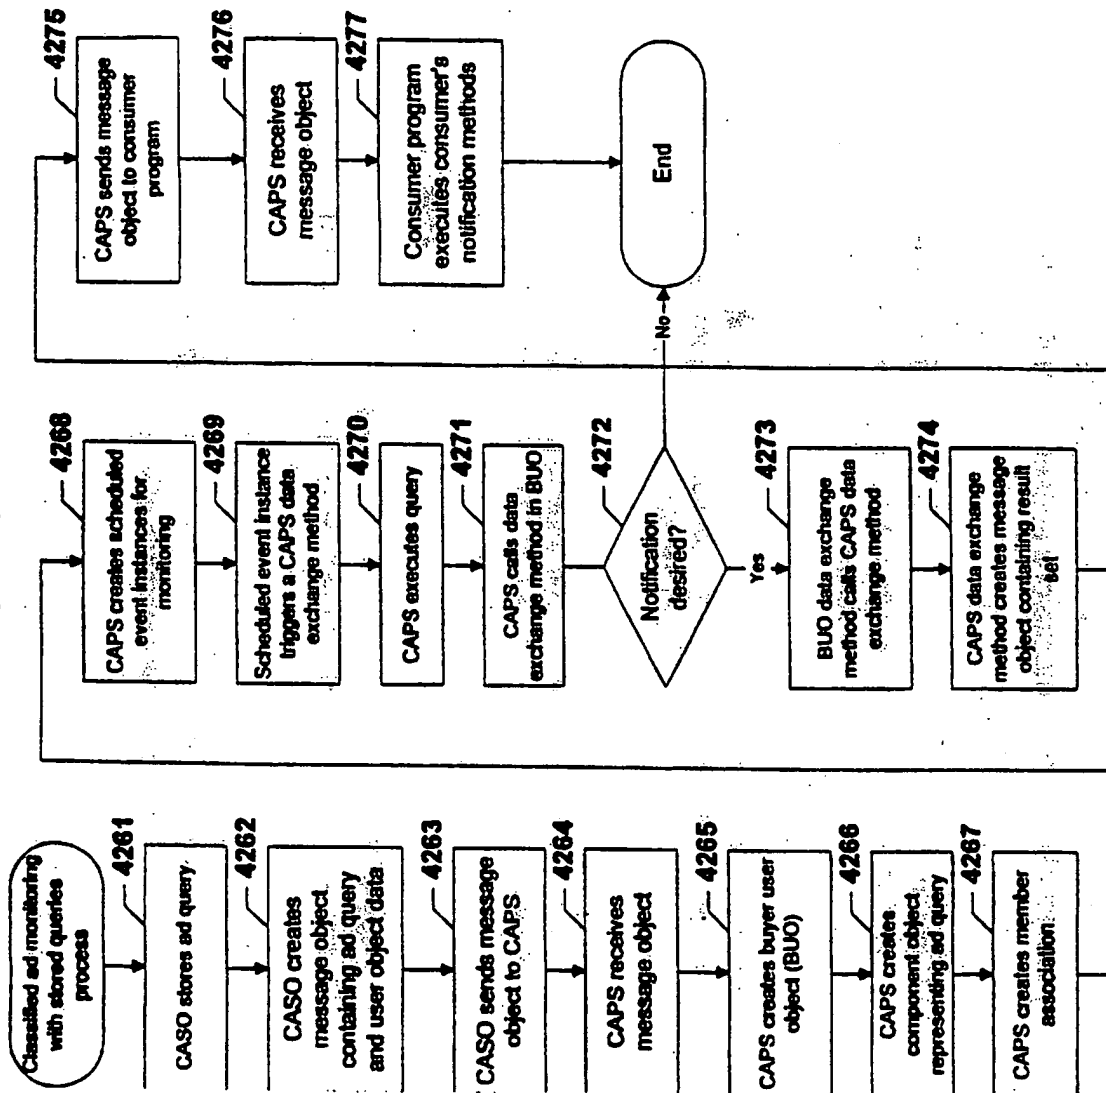 Classified ad monitoring
with stored queries
process
4261
CASO stores ad query
4262
CASO creates
message object
containing ad query
and user object data
4263
CASO sends message
object to CAPS
4264
CAPS receives
message object
4265
CAPS creates buyer user
object (BUO)
4266
CAPS creates
component object
representing ad query
4267
CAPS creates member
association
4268
CAPS creates scheduled
event instances for
monitoring
4269
Scheduled event instance
triggers a CAPS data
exchange method
4270
CAPS executes query
4271
CAPS calls data
exchange method in BUO
4272
Notification
desired?
No
Yes
4273
BUO data exchange
method calls CAPS data
exchange method
4274
CAPS data exchange
method creates message
object containing result
set
4275
CAPS sends message
object to consumer
program
4276
CAPS receives
message object
4277
Consumer program
executes consumer's
notification methods
End